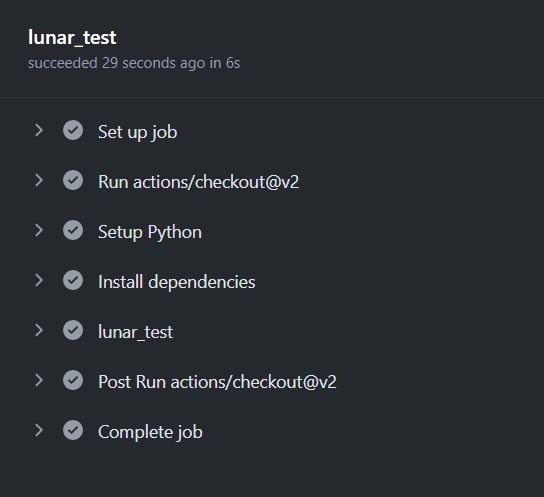 lunar_test
succeeded 29 seconds ago in 6s
Set up job
Run actions/checkout@v2
Setup Python
Install dependencies
lunar_test
Post Run actions/checkout@v2
Complete job